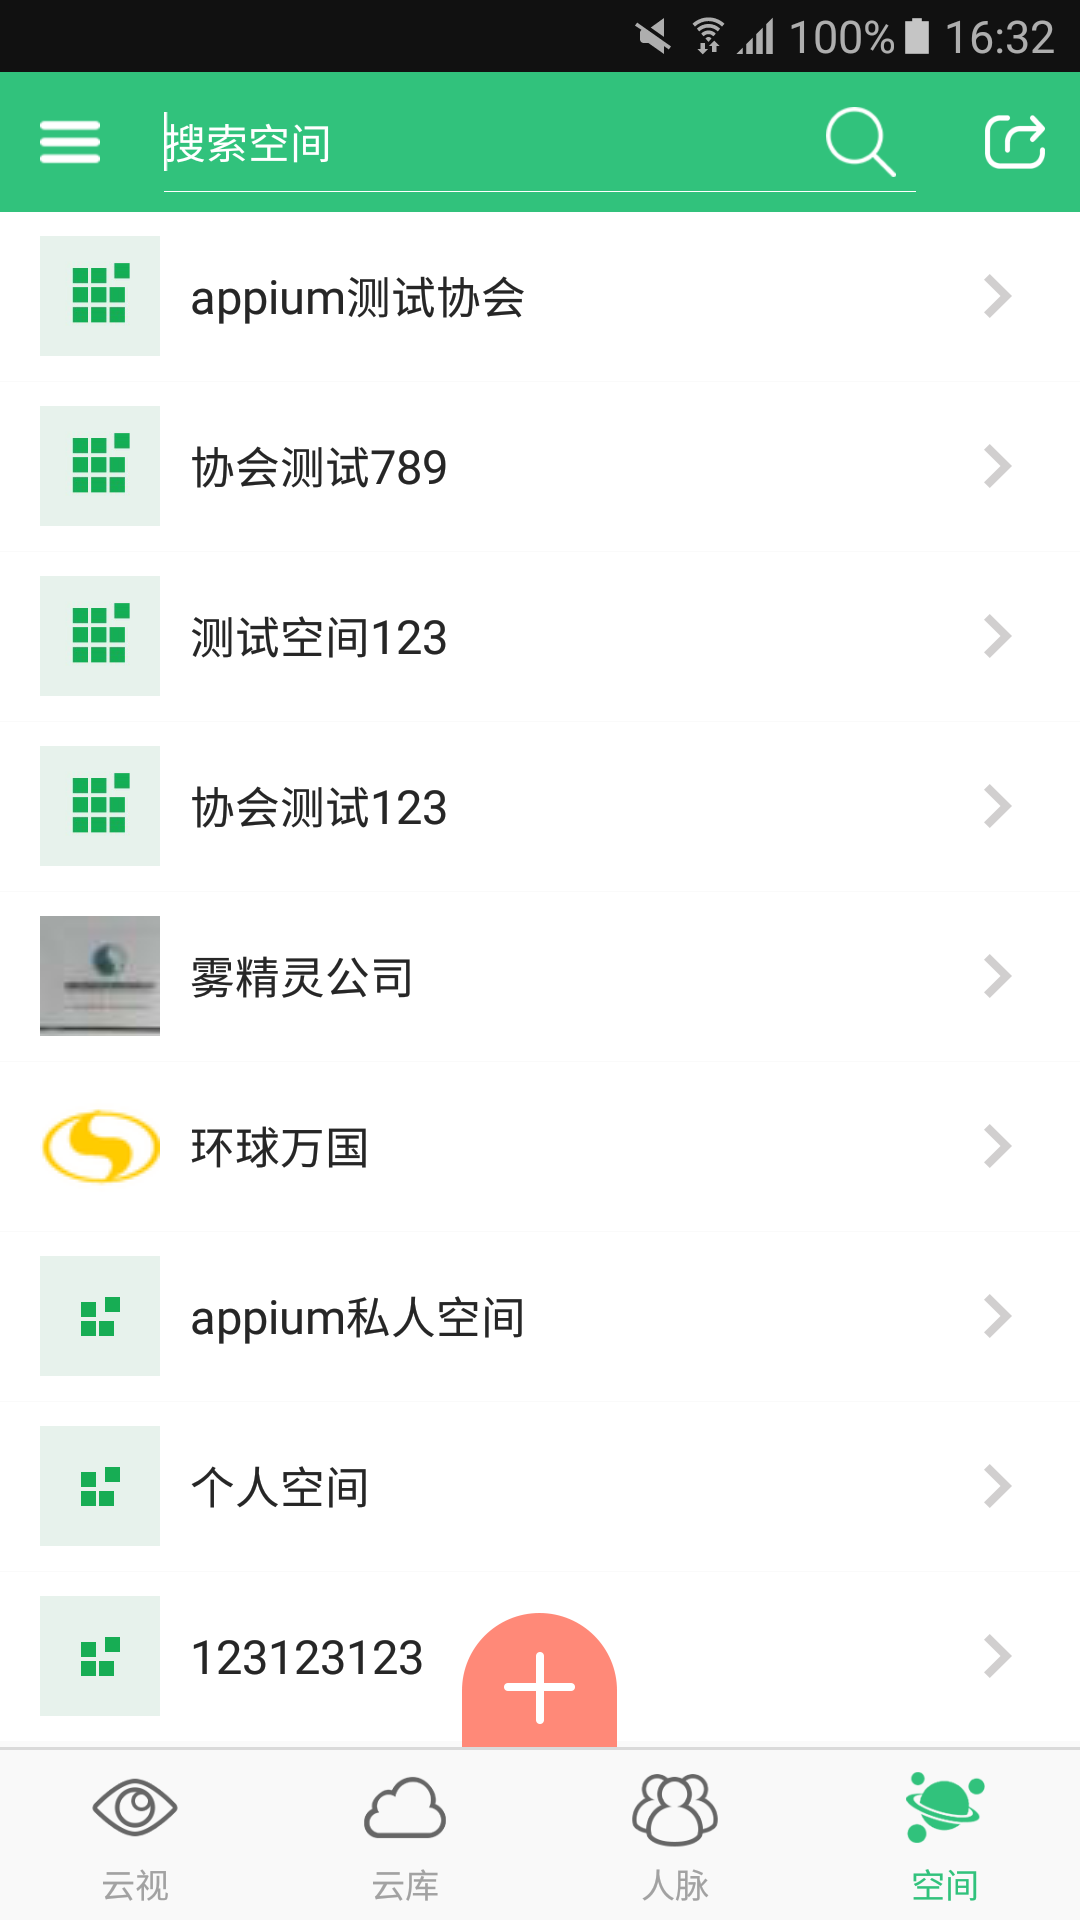 100% 16:32
搜索空间
appium测试协会
协会测试789
测试空间123
协会测试123
雾精灵公司
环球万国
appium私人空间
个人空间
123123123
云视
云库
人脉
空间